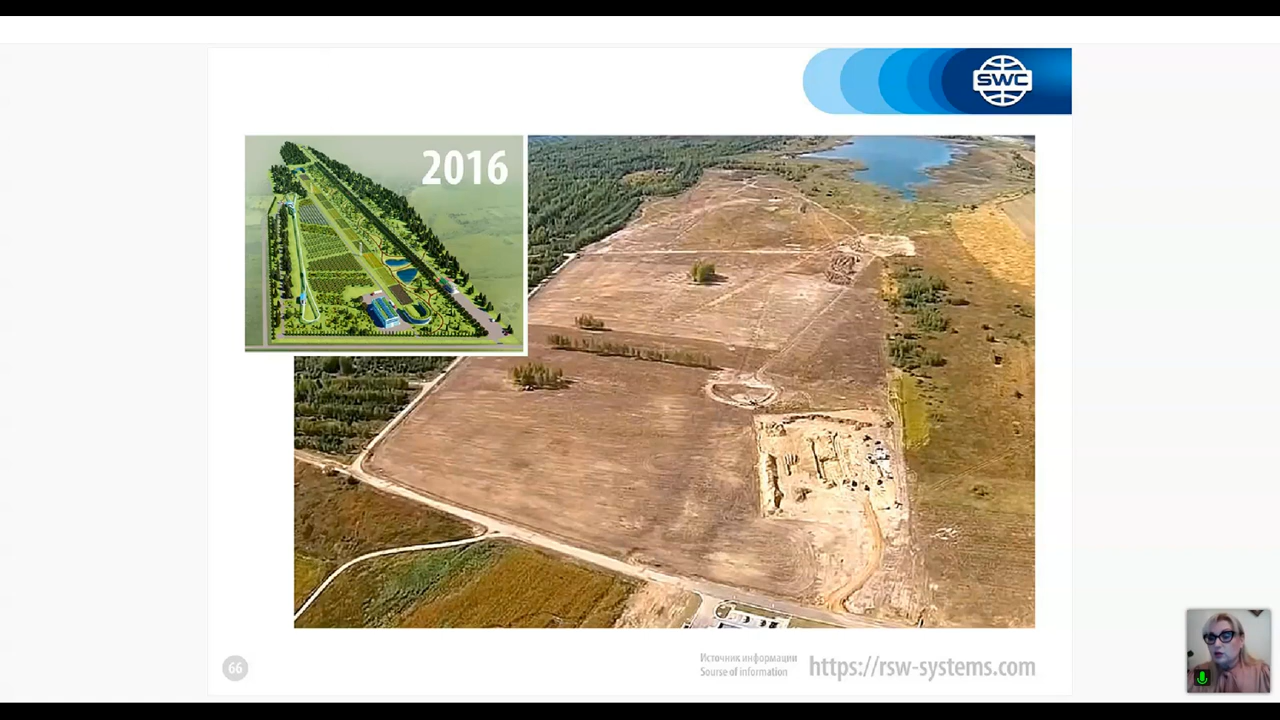 SWC
2016
66
Источник информации
Sourse of information
https://rsw-systems.com